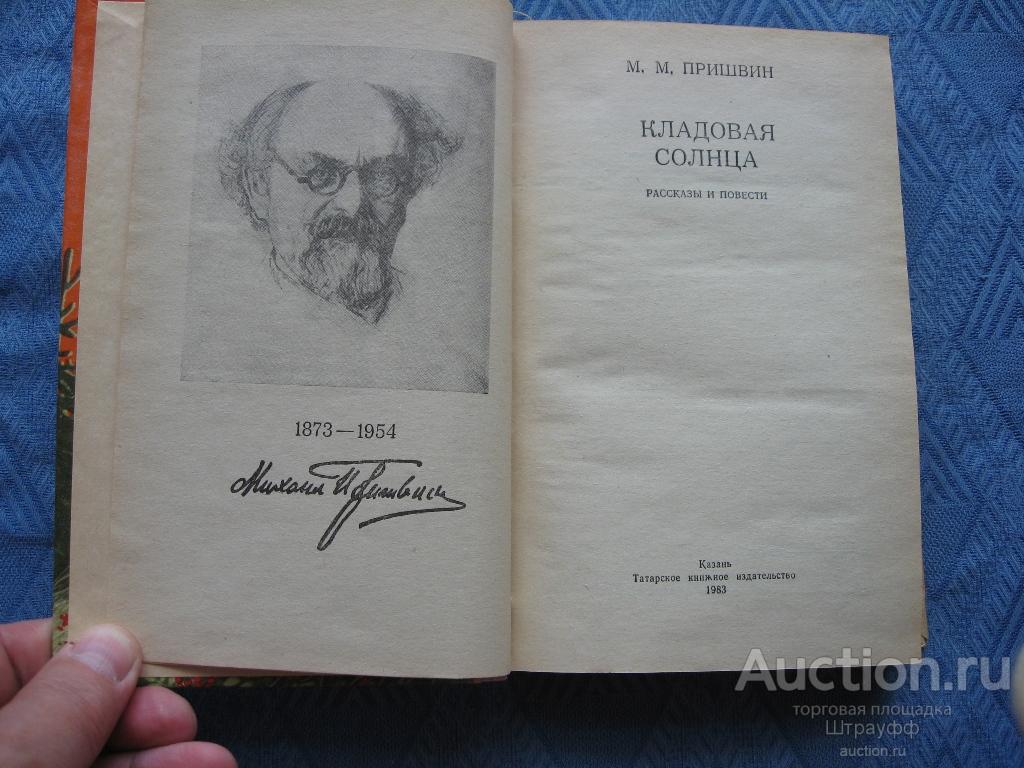 1873—1954
Михаил Пришвин
М. М. ПРИШВИН
КЛАДОВАЯ
СОЛНЦА
РАССКАЗЫ И ПОВЕСТИ
Казань
Татарское книжное издательство
1983
Auction.ru
торговая площадка
Штрауфф
auction.ru